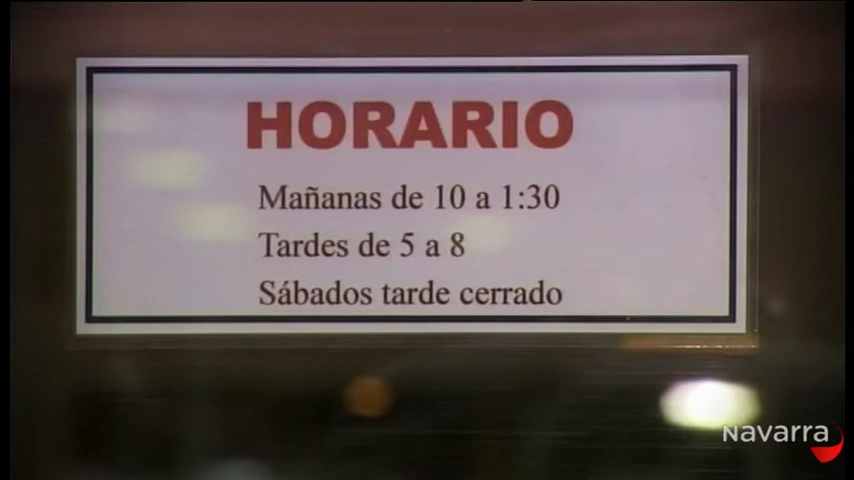 HORARIO
Mañanas de 10 a 1:30
Tardes de 5 a 8
Sábados tarde cerrado
Navarra